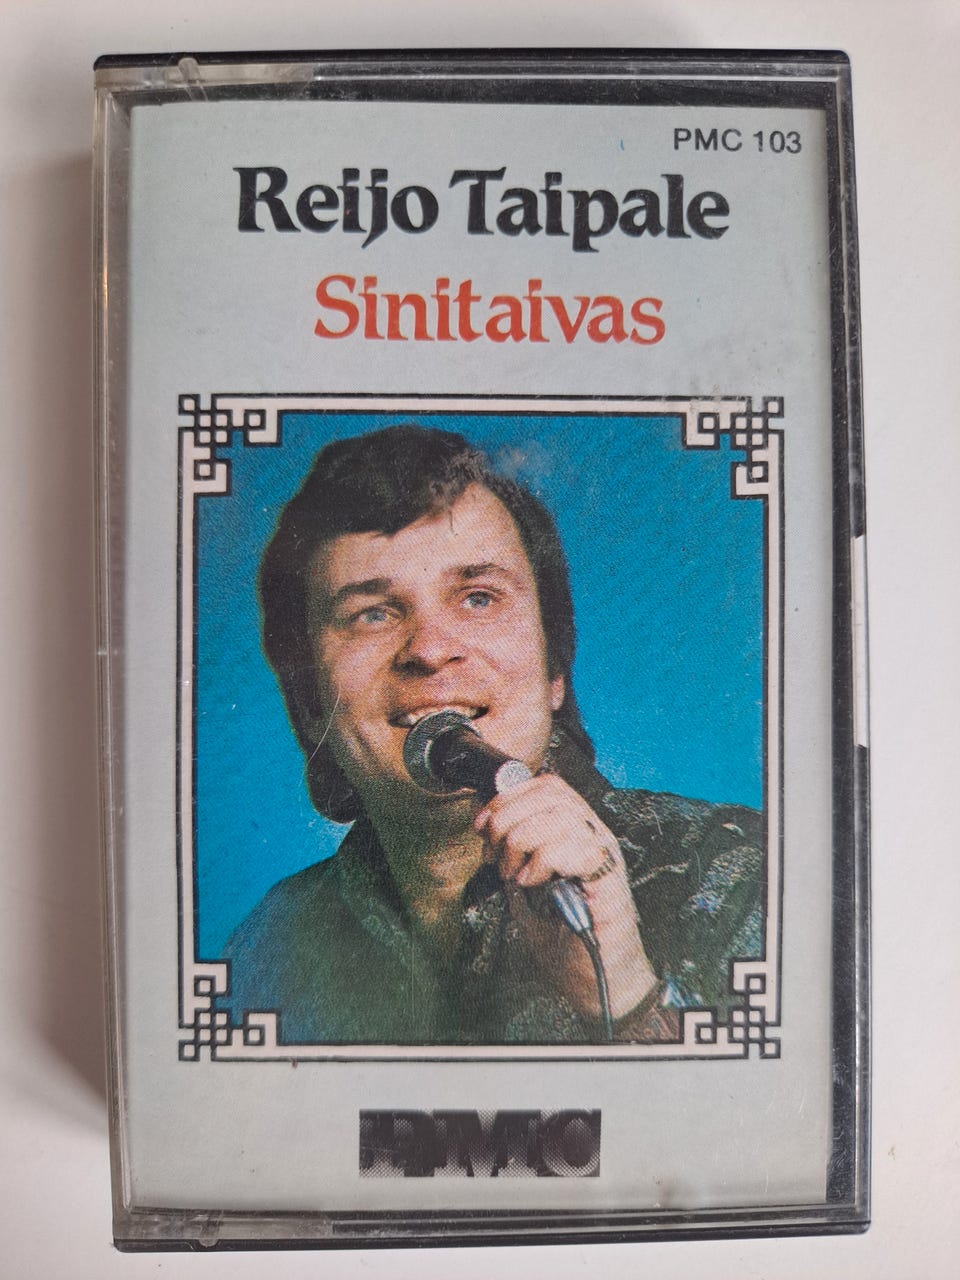 PMC 103
Reijo Taipale
Sinitaivas
PMC